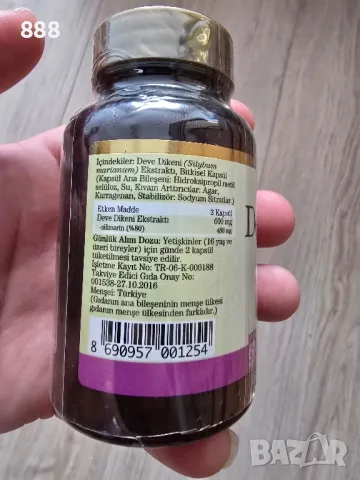 888
İçindekiler: Deve Dikeni (Silybum
marianum) Ekstraktı, Bitkisel Kapsül
(Kapsül Ana Bileşeni: Hidroksipropil metil
selüloz, Su, Kıvam Arttırıcılar: Agar,
Karragenan, Stabilizör: Sodyum Sitratlar.)
Etken Madde 2 Kapsül
Deve Dikeni Ekstraktı 600 mg
-silimarin (%80) 480 mg
Günlük Alım Dozu: Yetişkinler (16 yaş ve
üzeri bireyler) için günde 2 kapsül
tüketilmesi tavsiye edilir.
İşletme Kayıt No: TR-06-K-000188
Takviye Edici Gıda Onay No:
001538-27.10.2016
Menşei: Türkiye
(Gıdanın ana bileşeninin menşe ülkesi
gıdanın menşe ülkesinden farklıdır.)
8 690957 001254
D
BAZAR